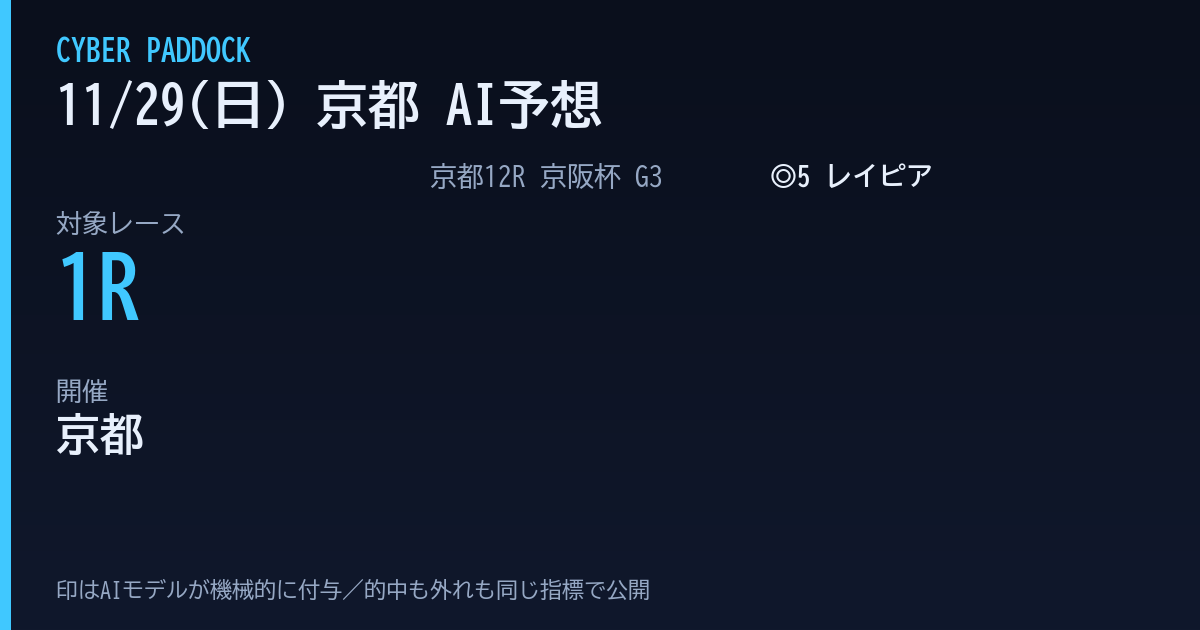 CYBER PADDOCK
11/29(日) 京都 AI予想
京都12R 京阪杯 G3 ◎5 レイピア
対象レース
1R
開催
京都
印はAIモデルが機械的に付与／的中も外れも同じ指標で公開